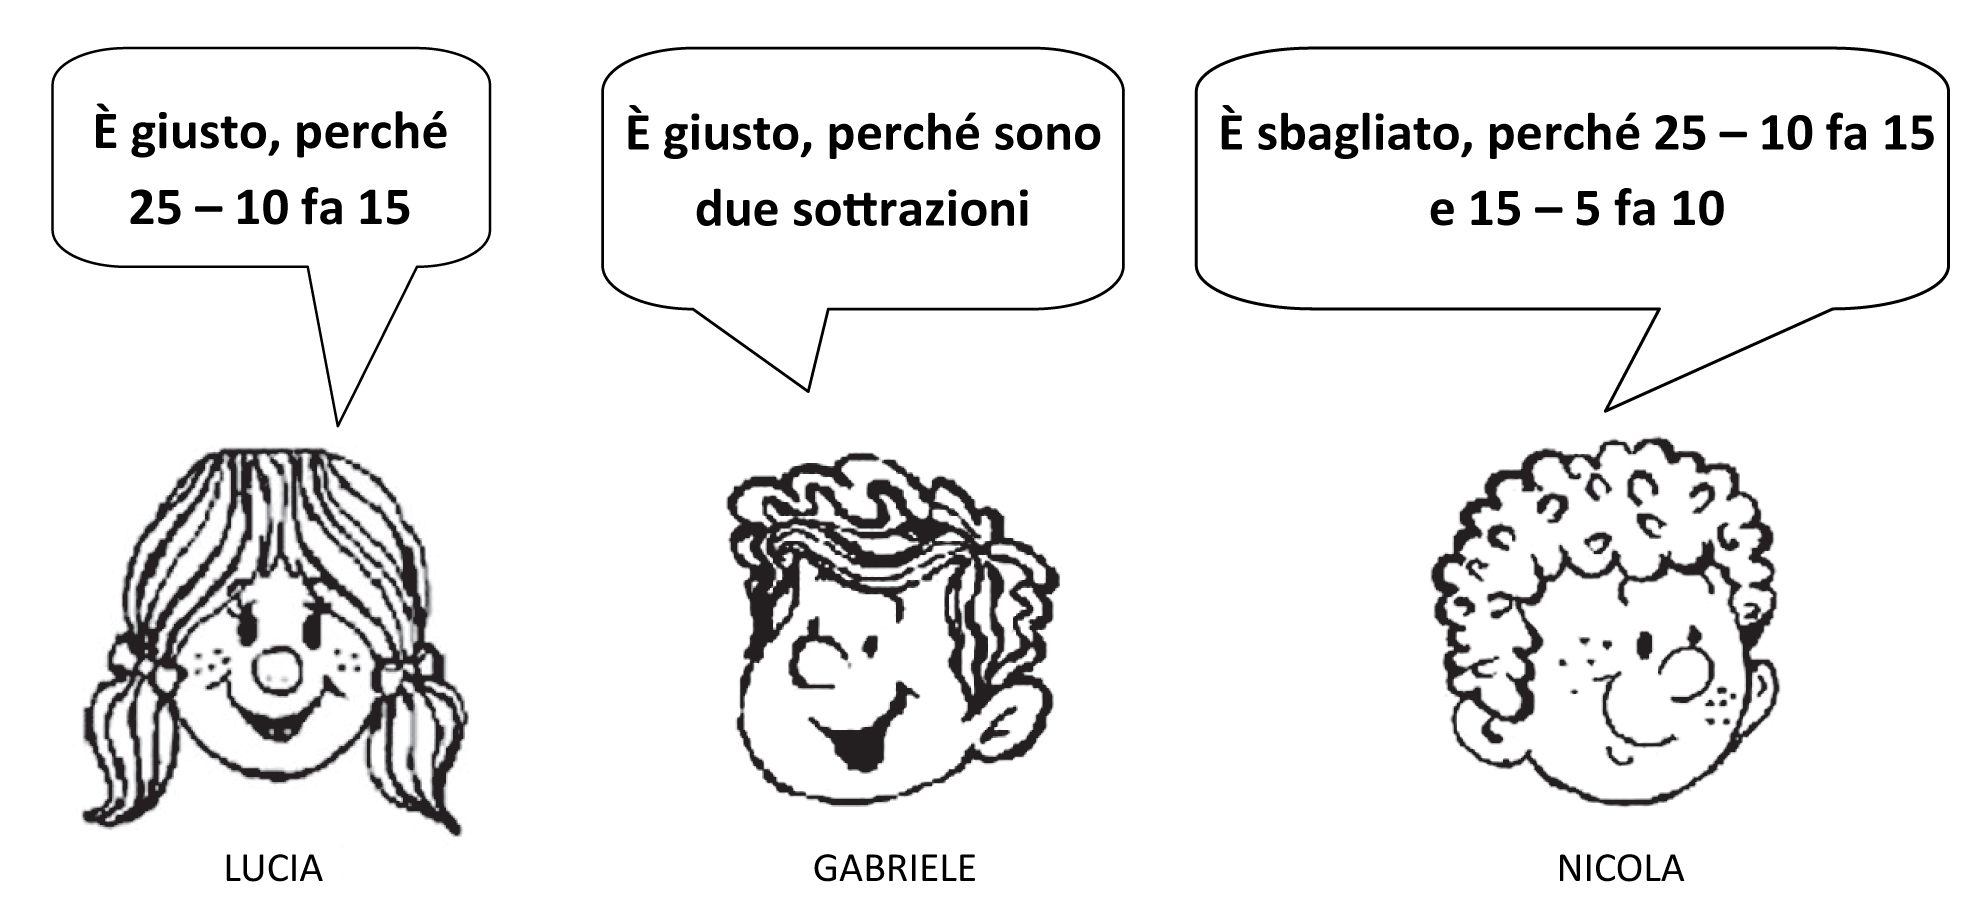 È giusto, perché
25 – 10 fa 15
È giusto, perché sono
due sottrazioni
È sbagliato, perché 25 – 10 fa 15
e 15 – 5 fa 10
LUCIA
GABRIELE
NICOLA